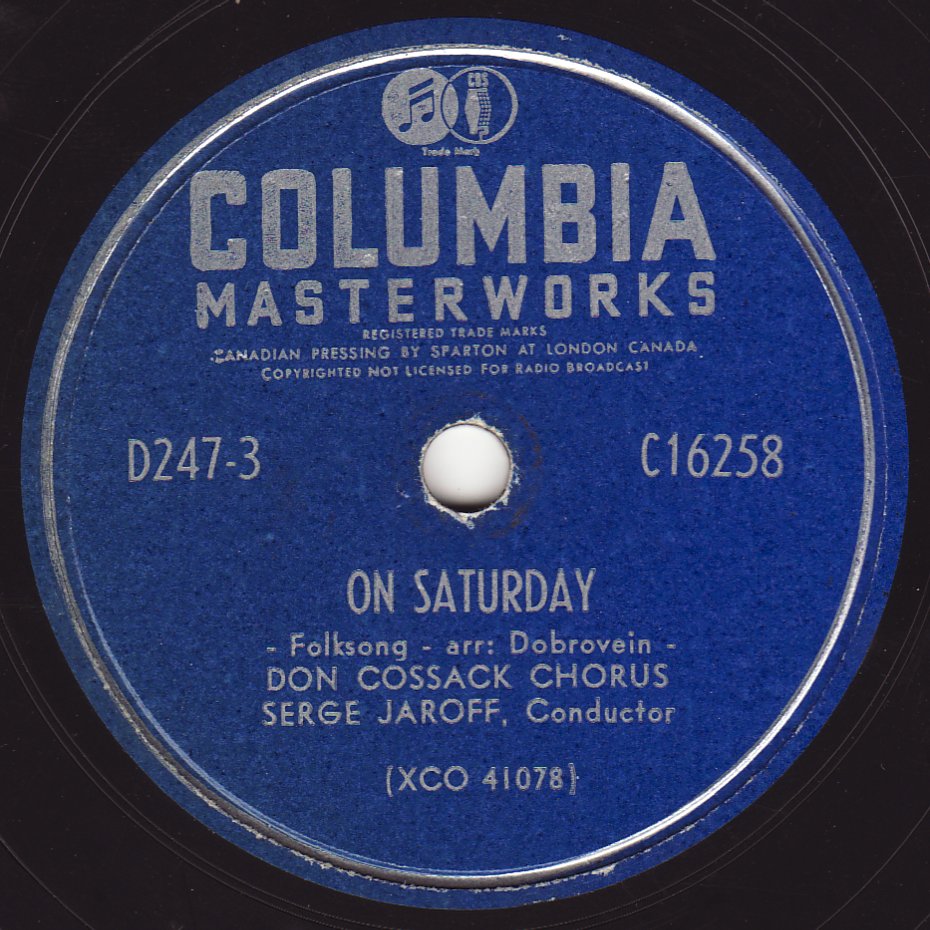 CBS
Trade Mark
COLUMBIA
MASTERWORKS
REGISTERED TRADE MARKS
CANADIAN PRESSING BY SPARTON AT LONDON CANADA
COPYRIGHTED NOT LICENSED FOR RADIO BROADCAST
D247-3 C16258
ON SATURDAY
- Folksong - arr: Dobrovein -
DON COSSACK CHORUS
SERGE JAROFF, Conductor
(XCO 41078)